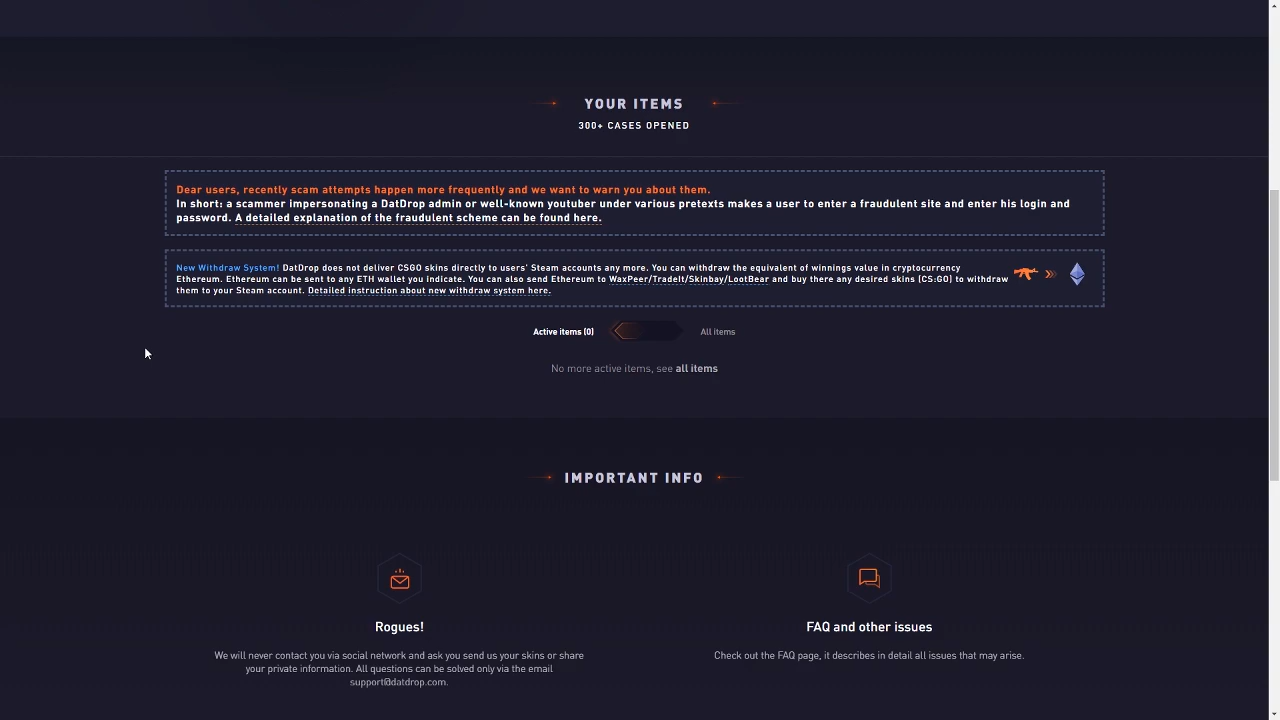 YOUR ITEMS
300+ CASES OPENED
Dear users, recently scam attempts happen more frequently and we want to warn you about them.
In short: a scammer impersonating a DatDrop admin or well-known youtuber under various pretexts makes a user to enter a fraudulent site and enter his login and
password. A detailed explanation of the fraudulent scheme can be found here.
New Withdraw System! DatDrop does not deliver CSGO skins directly to users' Steam accounts any more. You can withdraw the equivalent of winnings value in cryptocurrency
Ethereum. Ethereum can be sent to any ETH wallet you indicate. You can also send Ethereum to WaxPeer/TradeIt/Skinbay/LootBear and buy there any desired skins (CS:GO) to withdraw
them to your Steam account. Detailed instruction about new withdraw system here.
Active items (0) All items
No more active items, see all items
IMPORTANT INFO
Rogues!
We will never contact you via social network and ask you send us your skins or share
your private information. All questions can be solved only via the email
support@datdrop.com.
FAQ and other issues
Check out the FAQ page, it describes in detail all issues that may arise.